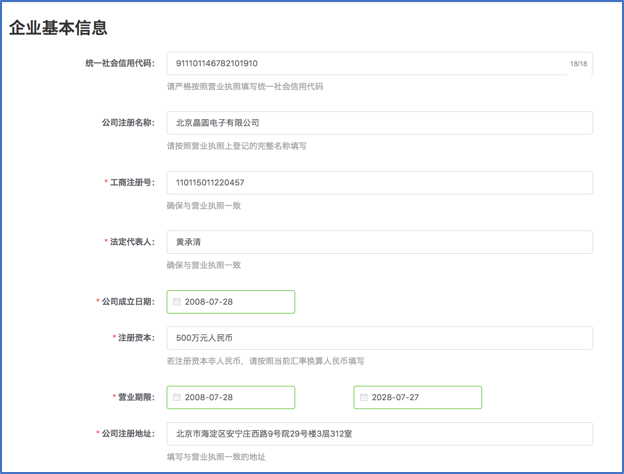 企业基本信息
统一社会信用代码: 911101146782101910 18/18
请严格按照营业执照填写统一社会信用代码
公司注册名称: 北京晶圆电子有限公司
请按照营业执照上登记的完整名称填写
* 工商注册号: 110115011220457
确保与营业执照一致
* 法定代表人: 黄承清
确保与营业执照一致
* 公司成立日期: 2008-07-28
* 注册资本: 500万元人民币
若注册资本非人民币，请按照当前汇率换算人民币填写
* 营业期限: 2008-07-28 2028-07-27
* 公司注册地址: 北京市海淀区安宁庄西路9号院29号楼3层312室
填写与营业执照一致的地址